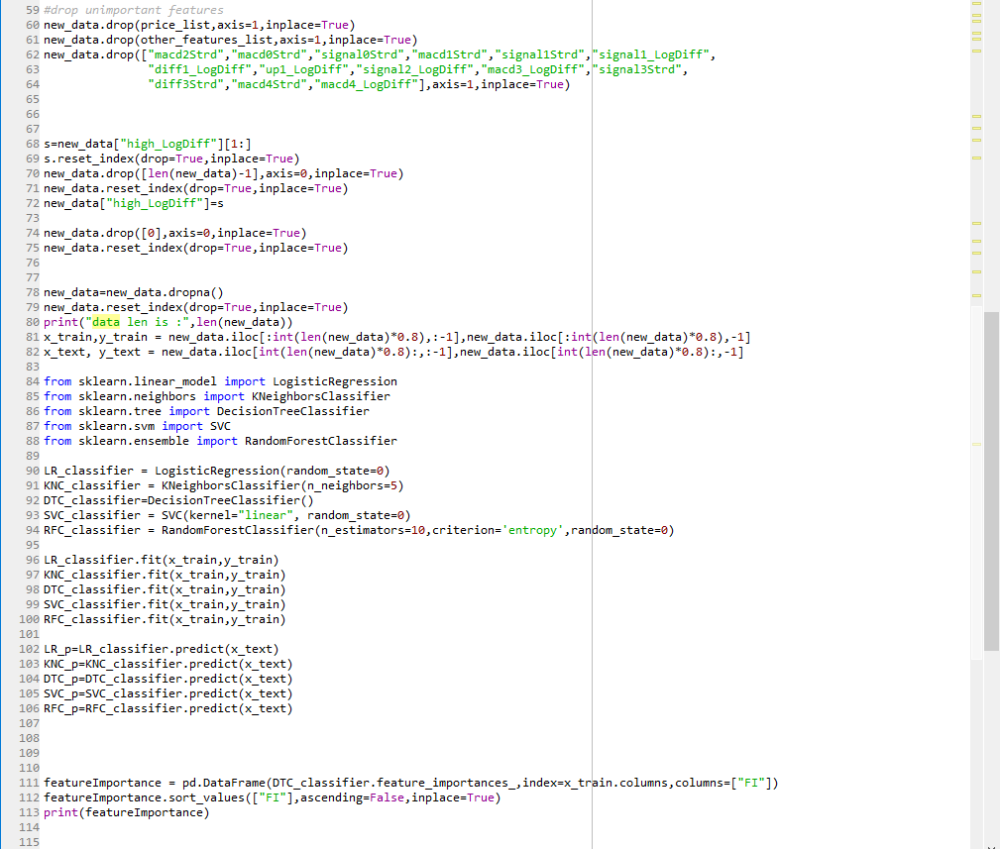 59 #drop unimportant features
60 new_data.drop(price_list,axis=1,inplace=True)
61 new_data.drop(other_features_list,axis=1,inplace=True)
62 new_data.drop(["macd2Strd","macd0Strd","signal0Strd","macd1Strd","signal1Strd","signal1_LogDiff",
63 "diff1_LogDiff","up1_LogDiff","signal2_LogDiff","macd3_LogDiff","signal3Strd",
64 "diff3Strd","macd4Strd","macd4_LogDiff"],axis=1,inplace=True)
65
66
67
68 s=new_data["high_LogDiff"][1:]
69 s.reset_index(drop=True,inplace=True)
70 new_data.drop([len(new_data)-1],axis=0,inplace=True)
71 new_data.reset_index(drop=True,inplace=True)
72 new_data["high_LogDiff"]=s
73
74 new_data.drop([0],axis=0,inplace=True)
75 new_data.reset_index(drop=True,inplace=True)
76
77
78 new_data=new_data.dropna()
79 new_data.reset_index(drop=True,inplace=True)
80 print("data len is :",len(new_data))
81 x_train,y_train = new_data.iloc[:int(len(new_data)*0.8),:-1],new_data.iloc[:int(len(new_data)*0.8),-1]
82 x_text, y_text = new_data.iloc[int(len(new_data)*0.8):,:-1],new_data.iloc[int(len(new_data)*0.8):,-1]
83
84 from sklearn.linear_model import LogisticRegression
85 from sklearn.neighbors import KNeighborsClassifier
86 from sklearn.tree import DecisionTreeClassifier
87 from sklearn.svm import SVC
88 from sklearn.ensemble import RandomForestClassifier
89
90 LR_classifier = LogisticRegression(random_state=0)
91 KNC_classifier = KNeighborsClassifier(n_neighbors=5)
92 DTC_classifier=DecisionTreeClassifier()
93 SVC_classifier = SVC(kernel="linear", random_state=0)
94 RFC_classifier = RandomForestClassifier(n_estimators=10,criterion='entropy',random_state=0)
95
96 LR_classifier.fit(x_train,y_train)
97 KNC_classifier.fit(x_train,y_train)
98 DTC_classifier.fit(x_train,y_train)
99 SVC_classifier.fit(x_train,y_train)
100 RFC_classifier.fit(x_train,y_train)
101
102 LR_p=LR_classifier.predict(x_text)
103 KNC_p=KNC_classifier.predict(x_text)
104 DTC_p=DTC_classifier.predict(x_text)
105 SVC_p=SVC_classifier.predict(x_text)
106 RFC_p=RFC_classifier.predict(x_text)
107
108
109
110
111 featureImportance = pd.DataFrame(DTC_classifier.feature_importances_,index=x_train.columns,columns=["FI"])
112 featureImportance.sort_values(["FI"],ascending=False,inplace=True)
113 print(featureImportance)
114
115